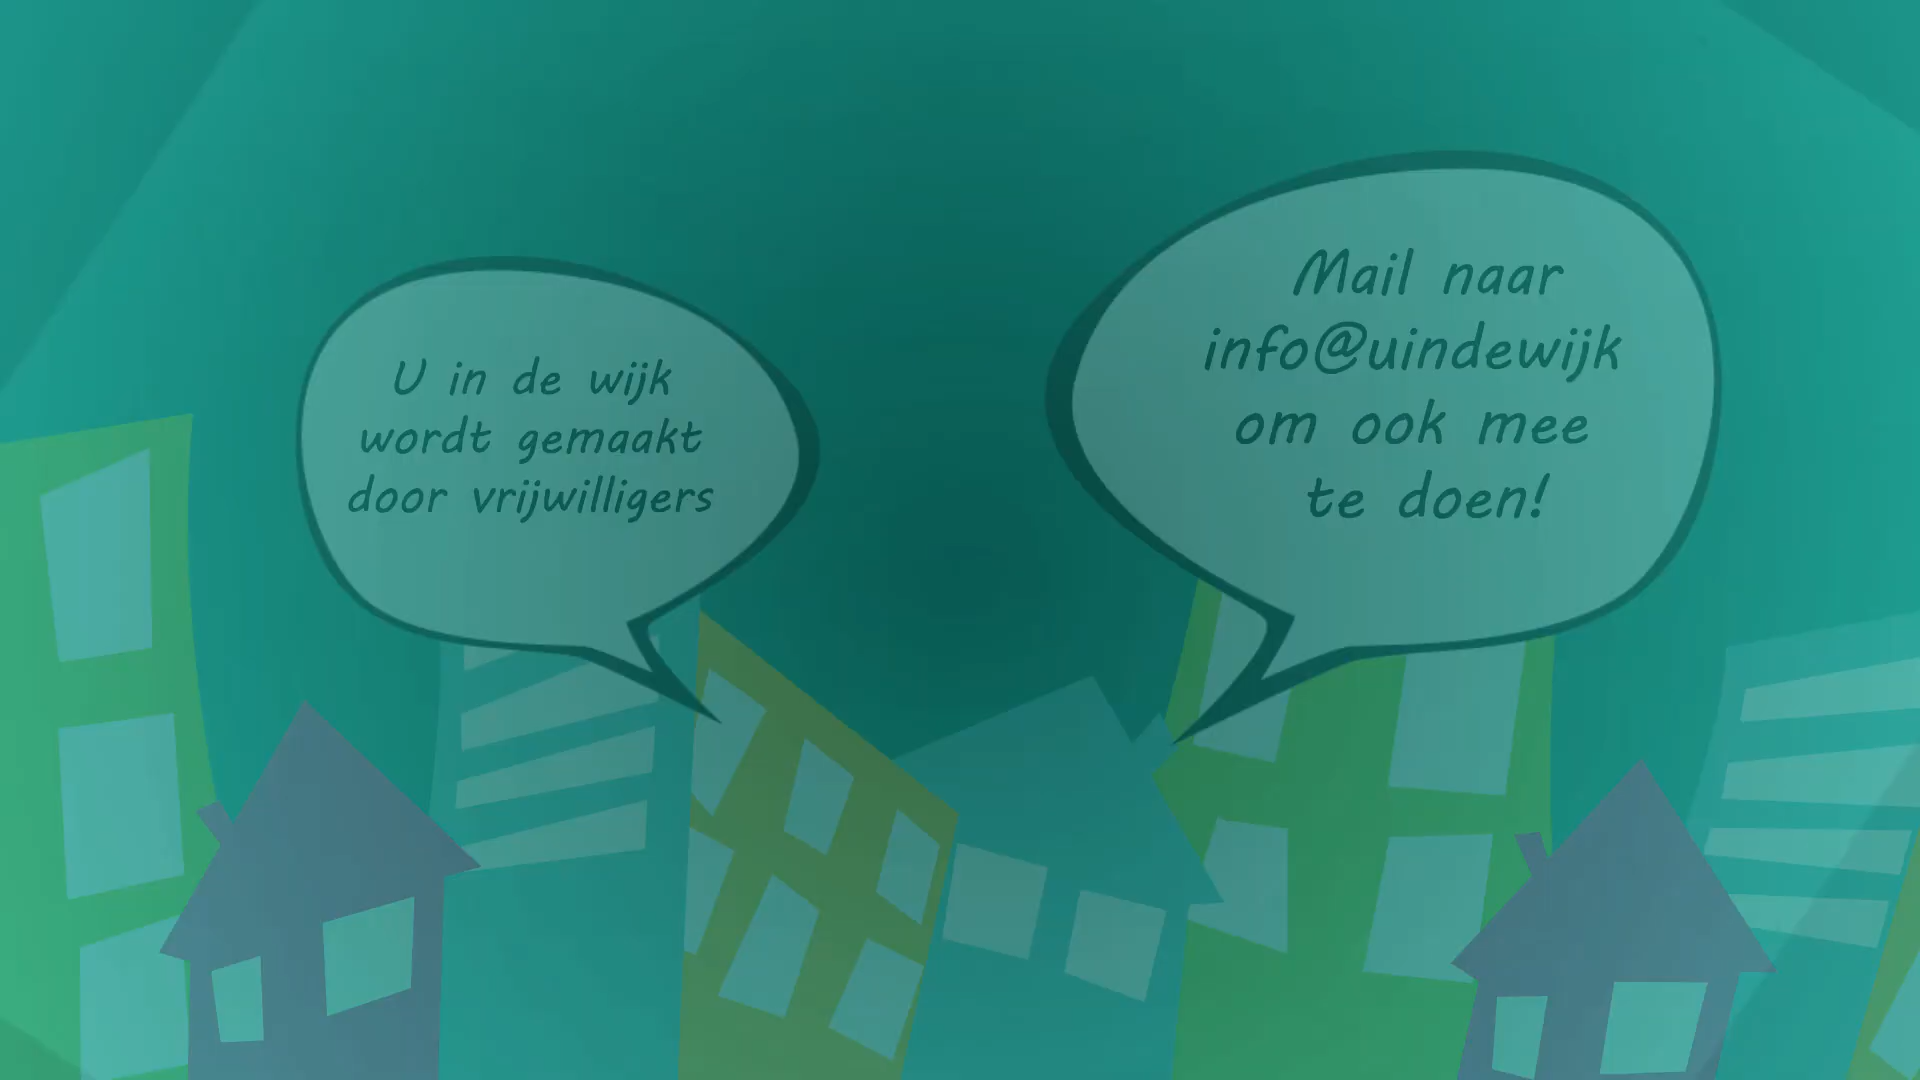 U in de wijk
wordt gemaakt
door vrijwilligers
Mail naar
info@uindewijk
om ook mee
te doen!